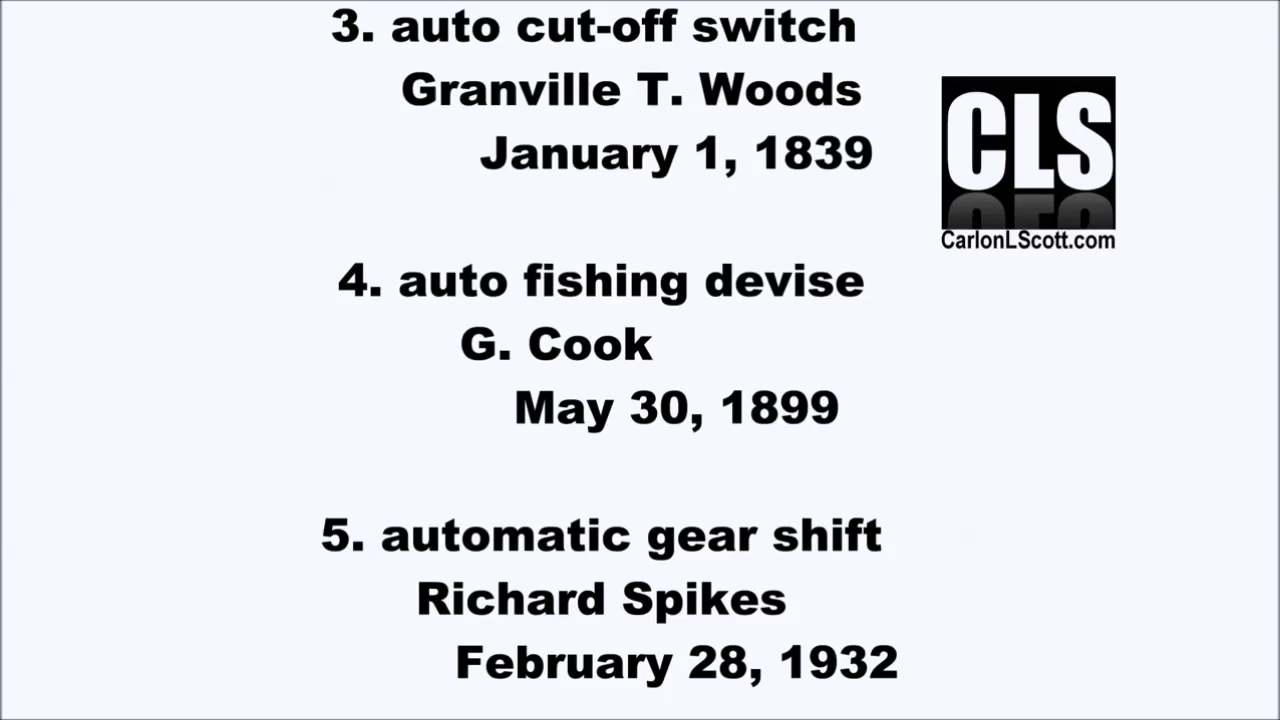 3. auto cut-off switch
Granville T. Woods
January 1, 1839
CLS
CarlonLScott.com
4. auto fishing devise
G. Cook
May 30, 1899
5. automatic gear shift
Richard Spikes
February 28, 1932